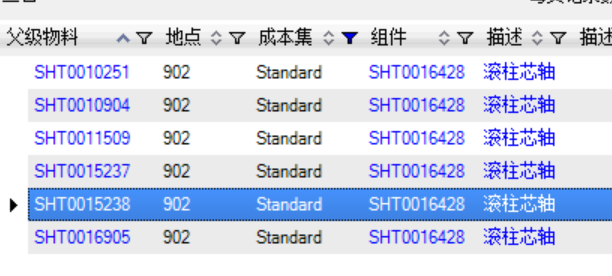 父级物料 地点 成本集 组件 描述 描述
SHT0010251 902 Standard SHT0016428 滚柱芯轴
SHT0010904 902 Standard SHT0016428 滚柱芯轴
SHT0011509 902 Standard SHT0016428 滚柱芯轴
SHT0015237 902 Standard SHT0016428 滚柱芯轴
SHT0015238 902 Standard SHT0016428 滚柱芯轴
SHT0016905 902 Standard SHT0016428 滚柱芯轴